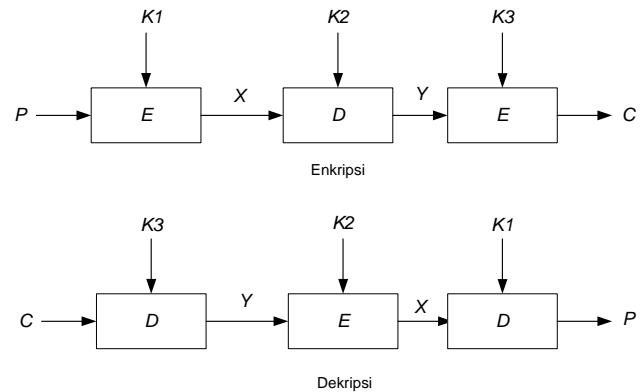 K1 K2 K3
P E X D Y E C
Enkripsi
K3 K2 K1
C D Y E X D P
Dekripsi